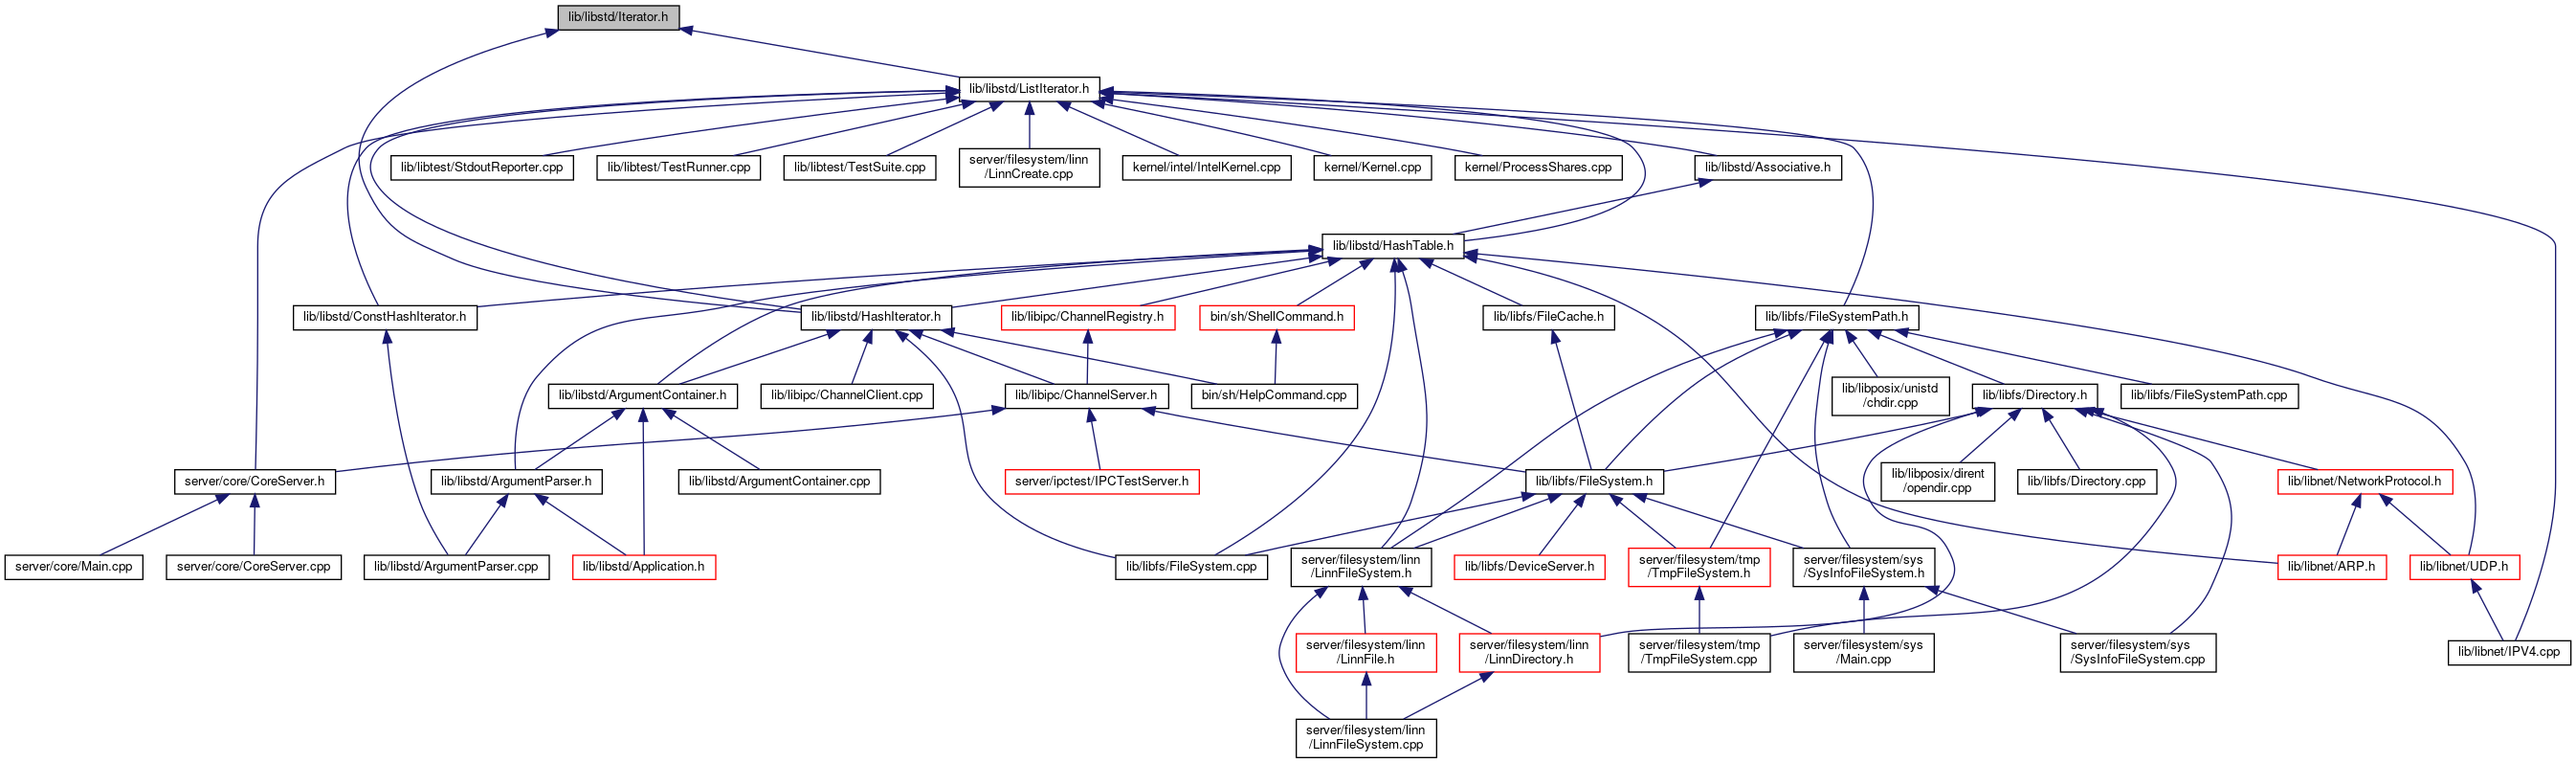 lib/libstd/Iterator.h
lib/libstd/ListIterator.h
lib/libtest/StdoutReporter.cpp
lib/libtest/TestRunner.cpp
lib/libtest/TestSuite.cpp
server/filesystem/linn
/LinnCreate.cpp
kernel/intel/IntelKernel.cpp
kernel/Kernel.cpp
kernel/ProcessShares.cpp
lib/libstd/Associative.h
lib/libstd/HashTable.h
lib/libstd/ConstHashIterator.h
lib/libstd/HashIterator.h
lib/libipc/ChannelRegistry.h
bin/sh/ShellCommand.h
lib/libfs/FileCache.h
lib/libfs/FileSystemPath.h
lib/libstd/ArgumentContainer.h
lib/libipc/ChannelClient.cpp
lib/libipc/ChannelServer.h
bin/sh/HelpCommand.cpp
lib/libposix/unistd
/chdir.cpp
lib/libfs/Directory.h
lib/libfs/FileSystemPath.cpp
server/core/CoreServer.h
lib/libstd/ArgumentParser.h
lib/libstd/ArgumentContainer.cpp
server/ipctest/IPCTestServer.h
lib/libfs/FileSystem.h
lib/libposix/dirent
/opendir.cpp
lib/libfs/Directory.cpp
lib/libnet/NetworkProtocol.h
server/core/Main.cpp
server/core/CoreServer.cpp
lib/libstd/ArgumentParser.cpp
lib/libstd/Application.h
lib/libfs/FileSystem.cpp
server/filesystem/linn
/LinnFileSystem.h
lib/libfs/DeviceServer.h
server/filesystem/tmp
/TmpFileSystem.h
server/filesystem/sys
/SysInfoFileSystem.h
lib/libnet/ARP.h
lib/libnet/UDP.h
server/filesystem/linn
/LinnFile.h
server/filesystem/linn
/LinnDirectory.h
server/filesystem/tmp
/TmpFileSystem.cpp
server/filesystem/sys
/Main.cpp
server/filesystem/sys
/SysInfoFileSystem.cpp
lib/libnet/IPV4.cpp
server/filesystem/linn
/LinnFileSystem.cpp